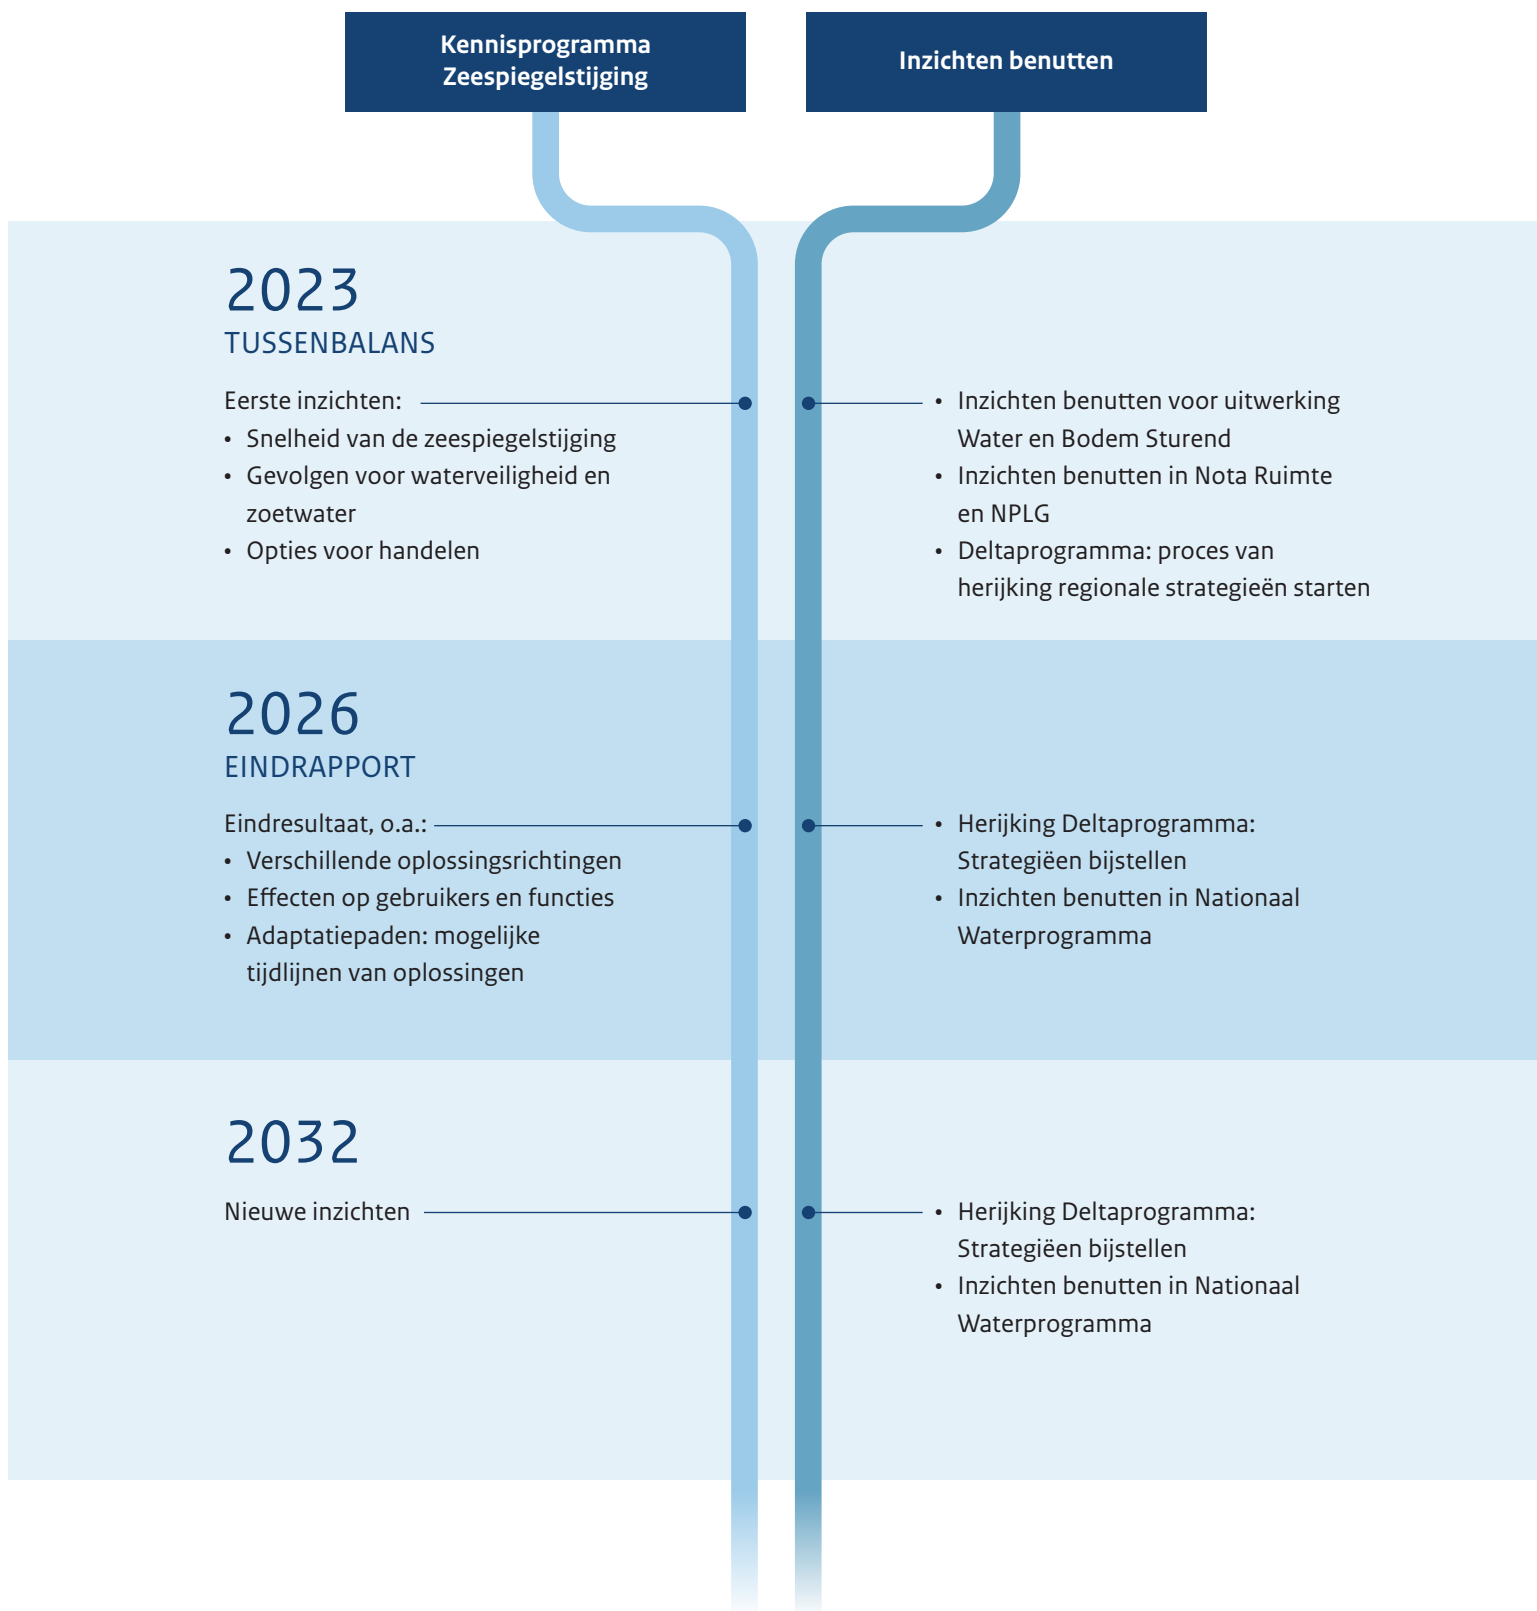 Kennisprogramma
Zeespiegelstijging
Inzichten benutten
2023
TUSSENBALANS
Eerste inzichten:
• Snelheid van de zeespiegelstijging
• Gevolgen voor waterveiligheid en
zoetwater
• Opties voor handelen
• Inzichten benutten voor uitwerking
Water en Bodem Sturend
• Inzichten benutten in Nota Ruimte
en NPLG
• Deltaprogramma: proces van
herijking regionale strategieën starten
2026
EINDRAPPORT
Eindresultaat, o.a.:
• Verschillende oplossingsrichtingen
• Effecten op gebruikers en functies
• Adaptatiepaden: mogelijke
tijdlijnen van oplossingen
• Herijking Deltaprogramma:
Strategiëen bijstellen
• Inzichten benutten in Nationaal
Waterprogramma
2032
Nieuwe inzichten
• Herijking Deltaprogramma:
Strategiëen bijstellen
• Inzichten benutten in Nationaal
Waterprogramma